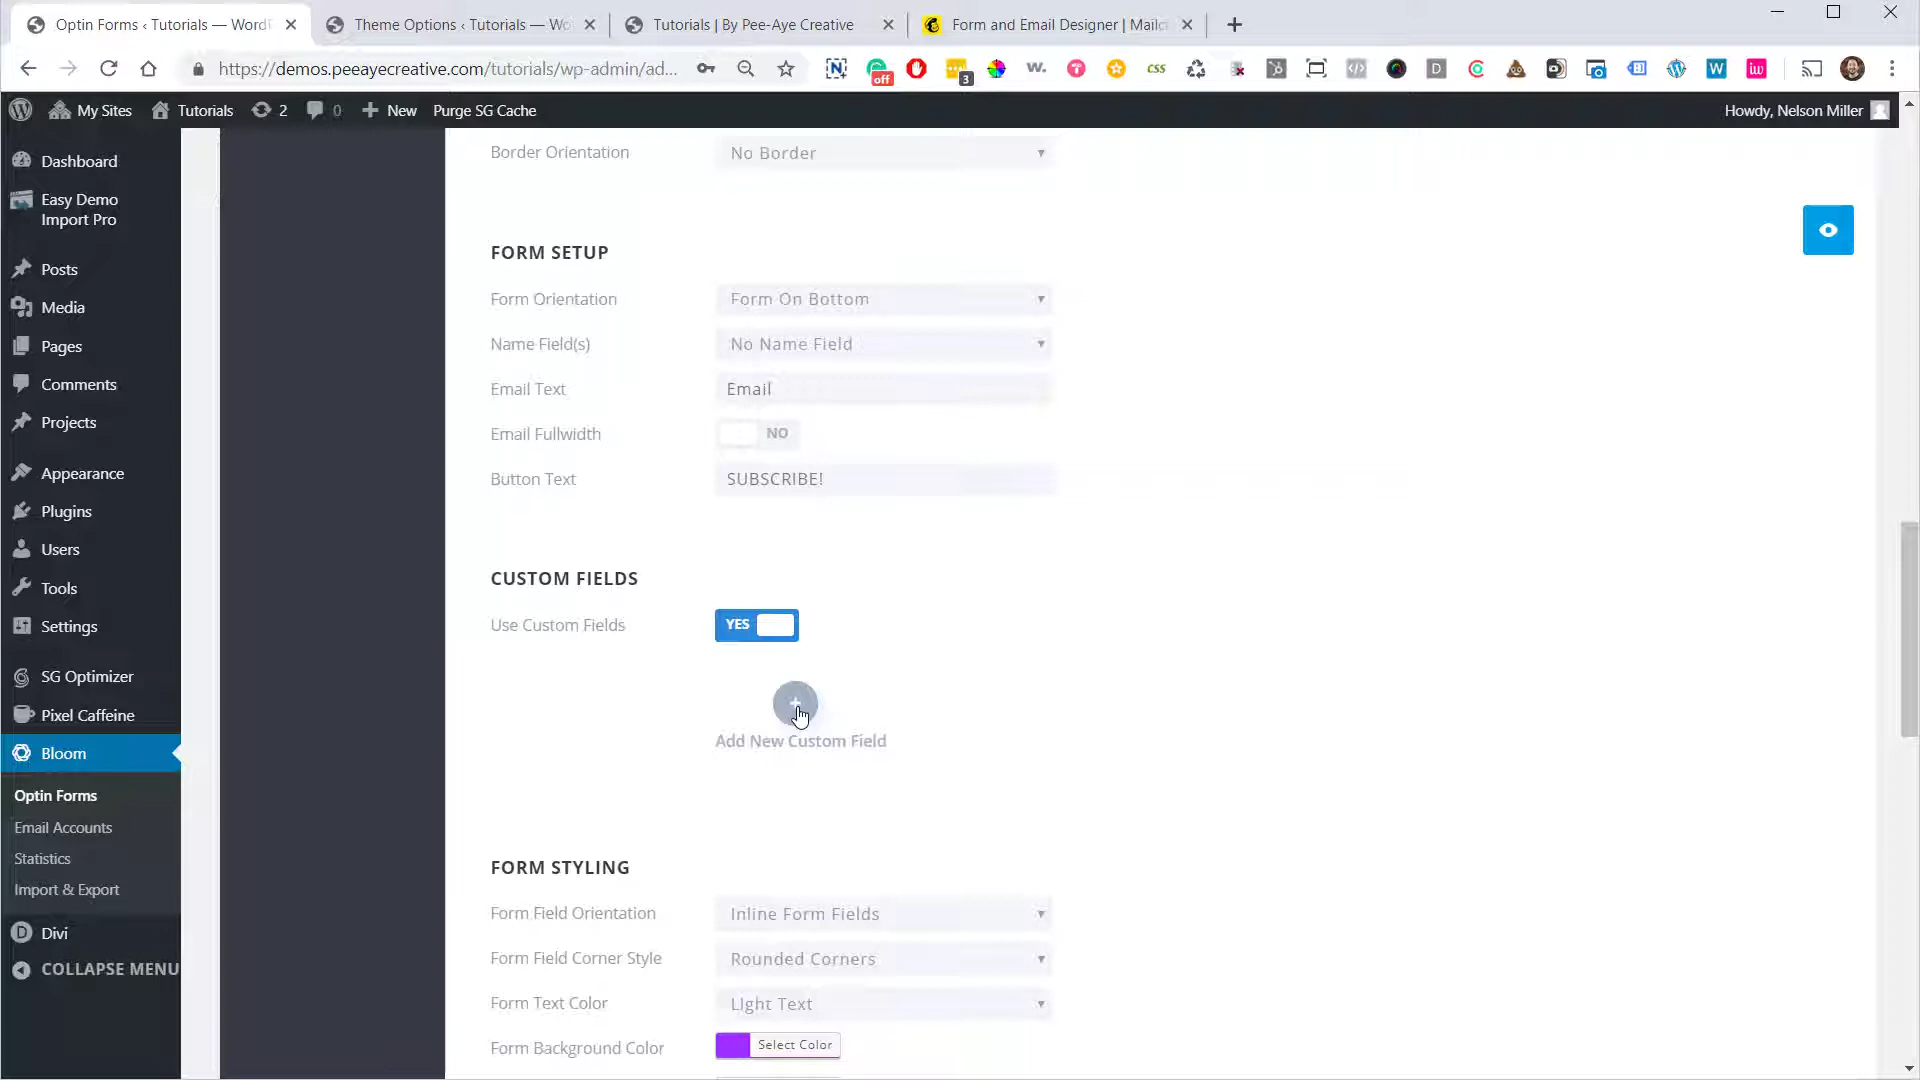 Optin Forms ‹ Tutorials — WordP
Theme Options ‹ Tutorials — Wo
Tutorials | By Pee-Aye Creative
Form and Email Designer | Mailc
https://demos.peeayecreative.com/tutorials/wp-admin/ad...
off
3
w.
css
D
W
iw
My Sites
Tutorials
2
0
New
Purge SG Cache
Howdy, Nelson Miller
Dashboard
Easy Demo
Import Pro
Posts
Media
Pages
Comments
Projects
Appearance
Plugins
Users
Tools
Settings
SG Optimizer
Pixel Caffeine
Bloom
Optin Forms
Email Accounts
Statistics
Import & Export
Divi
COLLAPSE MENU
Border Orientation
No Border
FORM SETUP
Form Orientation
Form On Bottom
Name Field(s)
No Name Field
Email Text
Email
Email Fullwidth
NO
Button Text
SUBSCRIBE!
CUSTOM FIELDS
Use Custom Fields
YES
Add New Custom Field
FORM STYLING
Form Field Orientation
Inline Form Fields
Form Field Corner Style
Rounded Corners
Form Text Color
LIght Text
Form Background Color
Select Color